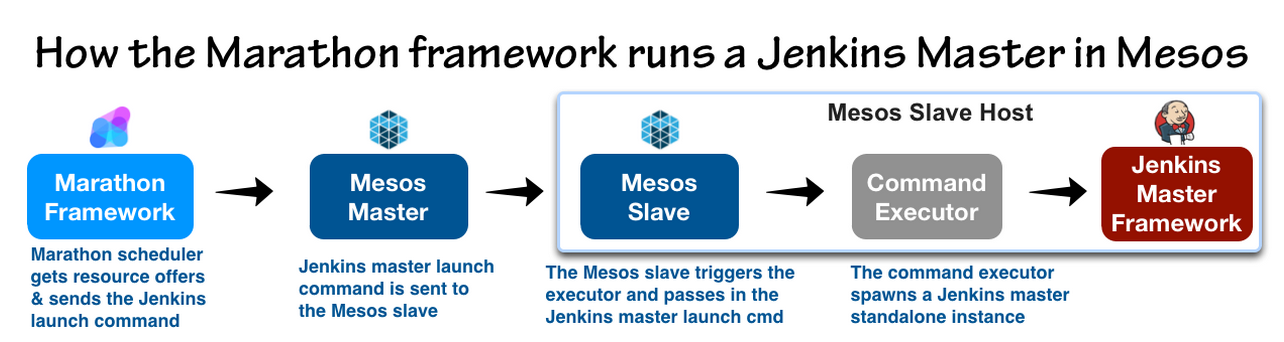 How the Marathon framework runs a Jenkins Master in Mesos
Mesos Slave Host
Marathon
Framework
Mesos
Master
Mesos
Slave
Command
Executor
Jenkins
Master
Framework
Marathon scheduler
gets resource offers
& sends the Jenkins
launch command
Jenkins master launch
command is sent to
the Mesos slave
The Mesos slave triggers the
executor and passes in the
Jenkins master launch cmd
The command executor
spawns a Jenkins master
standalone instance